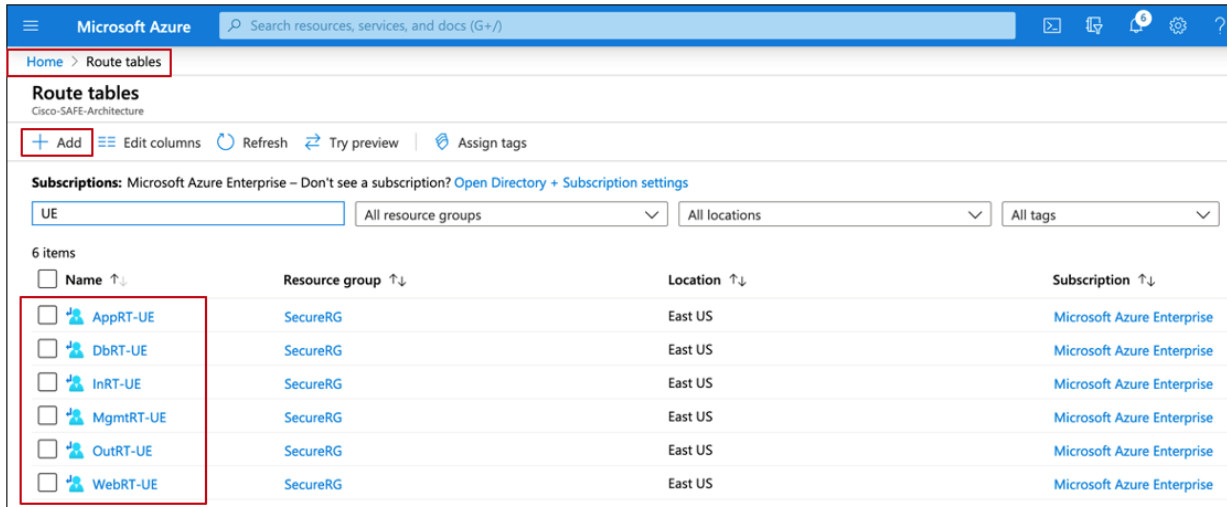 Microsoft Azure Search resources, services, and docs (G+/) 6 ?
Home > Route tables
Route tables
Cisco-SAFE-Architecture
+ Add Edit columns Refresh Try preview Assign tags
Subscriptions: Microsoft Azure Enterprise – Don't see a subscription? Open Directory + Subscription settings
UE All resource groups All locations All tags
6 items
Name ↑↓ Resource group ↑↓ Location ↑↓ Subscription ↑↓
AppRT-UE SecureRG East US Microsoft Azure Enterprise
DbRT-UE SecureRG East US Microsoft Azure Enterprise
InRT-UE SecureRG East US Microsoft Azure Enterprise
MgmtRT-UE SecureRG East US Microsoft Azure Enterprise
OutRT-UE SecureRG East US Microsoft Azure Enterprise
WebRT-UE SecureRG East US Microsoft Azure Enterprise